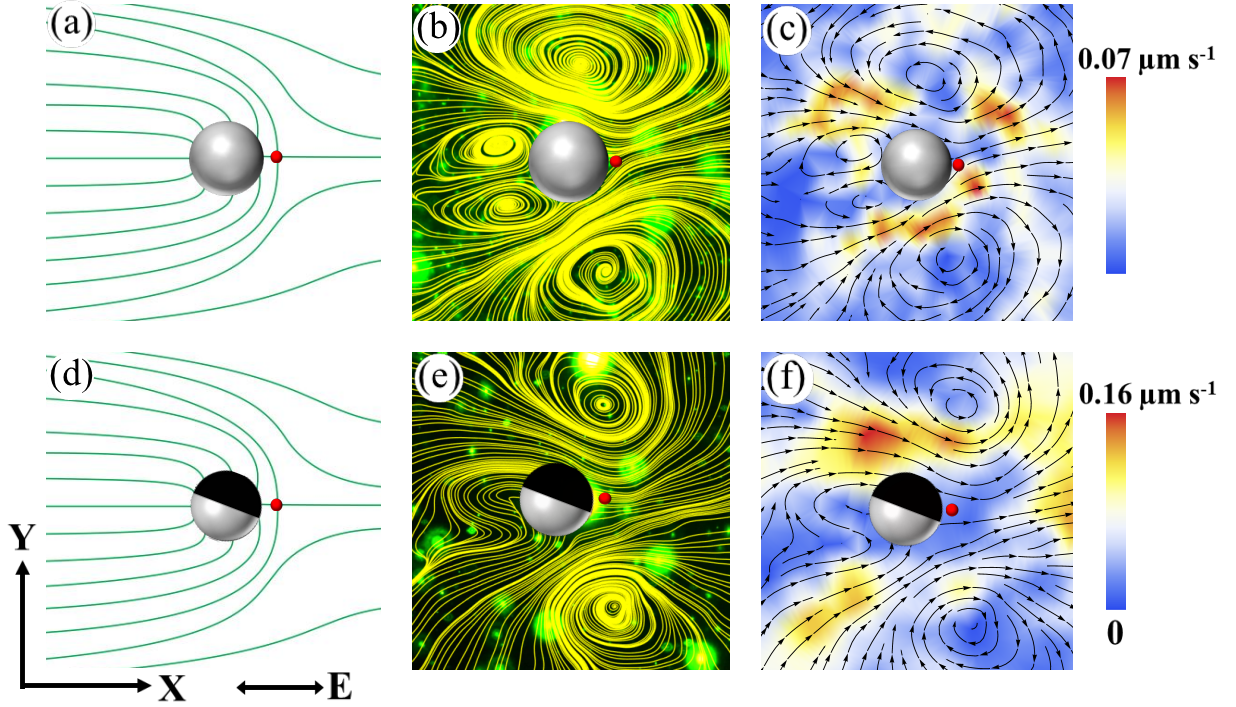 (a)
(b)
(c)
0.07 µm s⁻¹
(d)
(e)
(f)
0.16 µm s⁻¹
0
Y
X
E